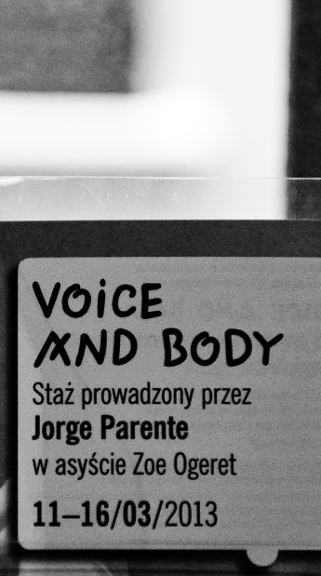 VOiCE
AND BODY
Staż prowadzony przez
Jorge Parente
w asyście Zoe Ogeret
11–16/03/2013